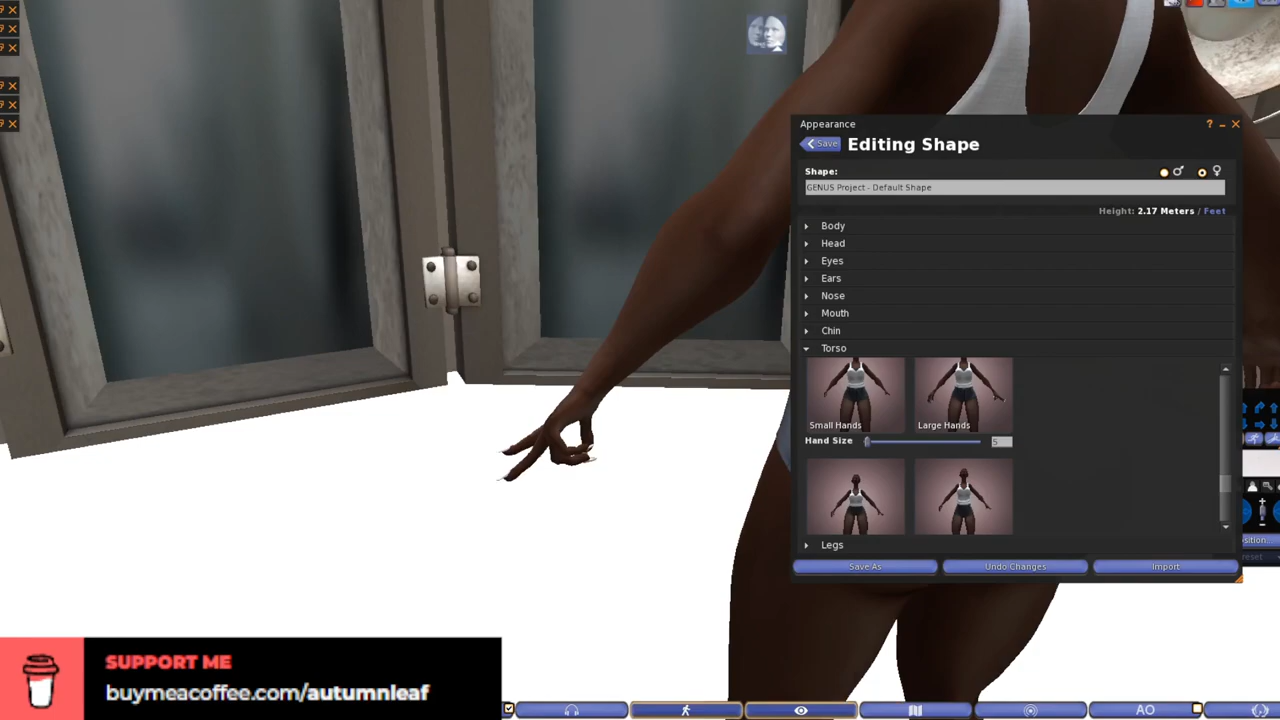 Appearance
Save
Editing Shape
Shape:
GENUS Project - Default Shape
Height: 2.17 Meters / Feet
Body
Head
Eyes
Ears
Nose
Mouth
Chin
Torso
Small Hands
Large Hands
Hand Size
5
Legs
Save As
Undo Changes
Import
SUPPORT ME
buymeacoffee.com/autumnleaf
AO